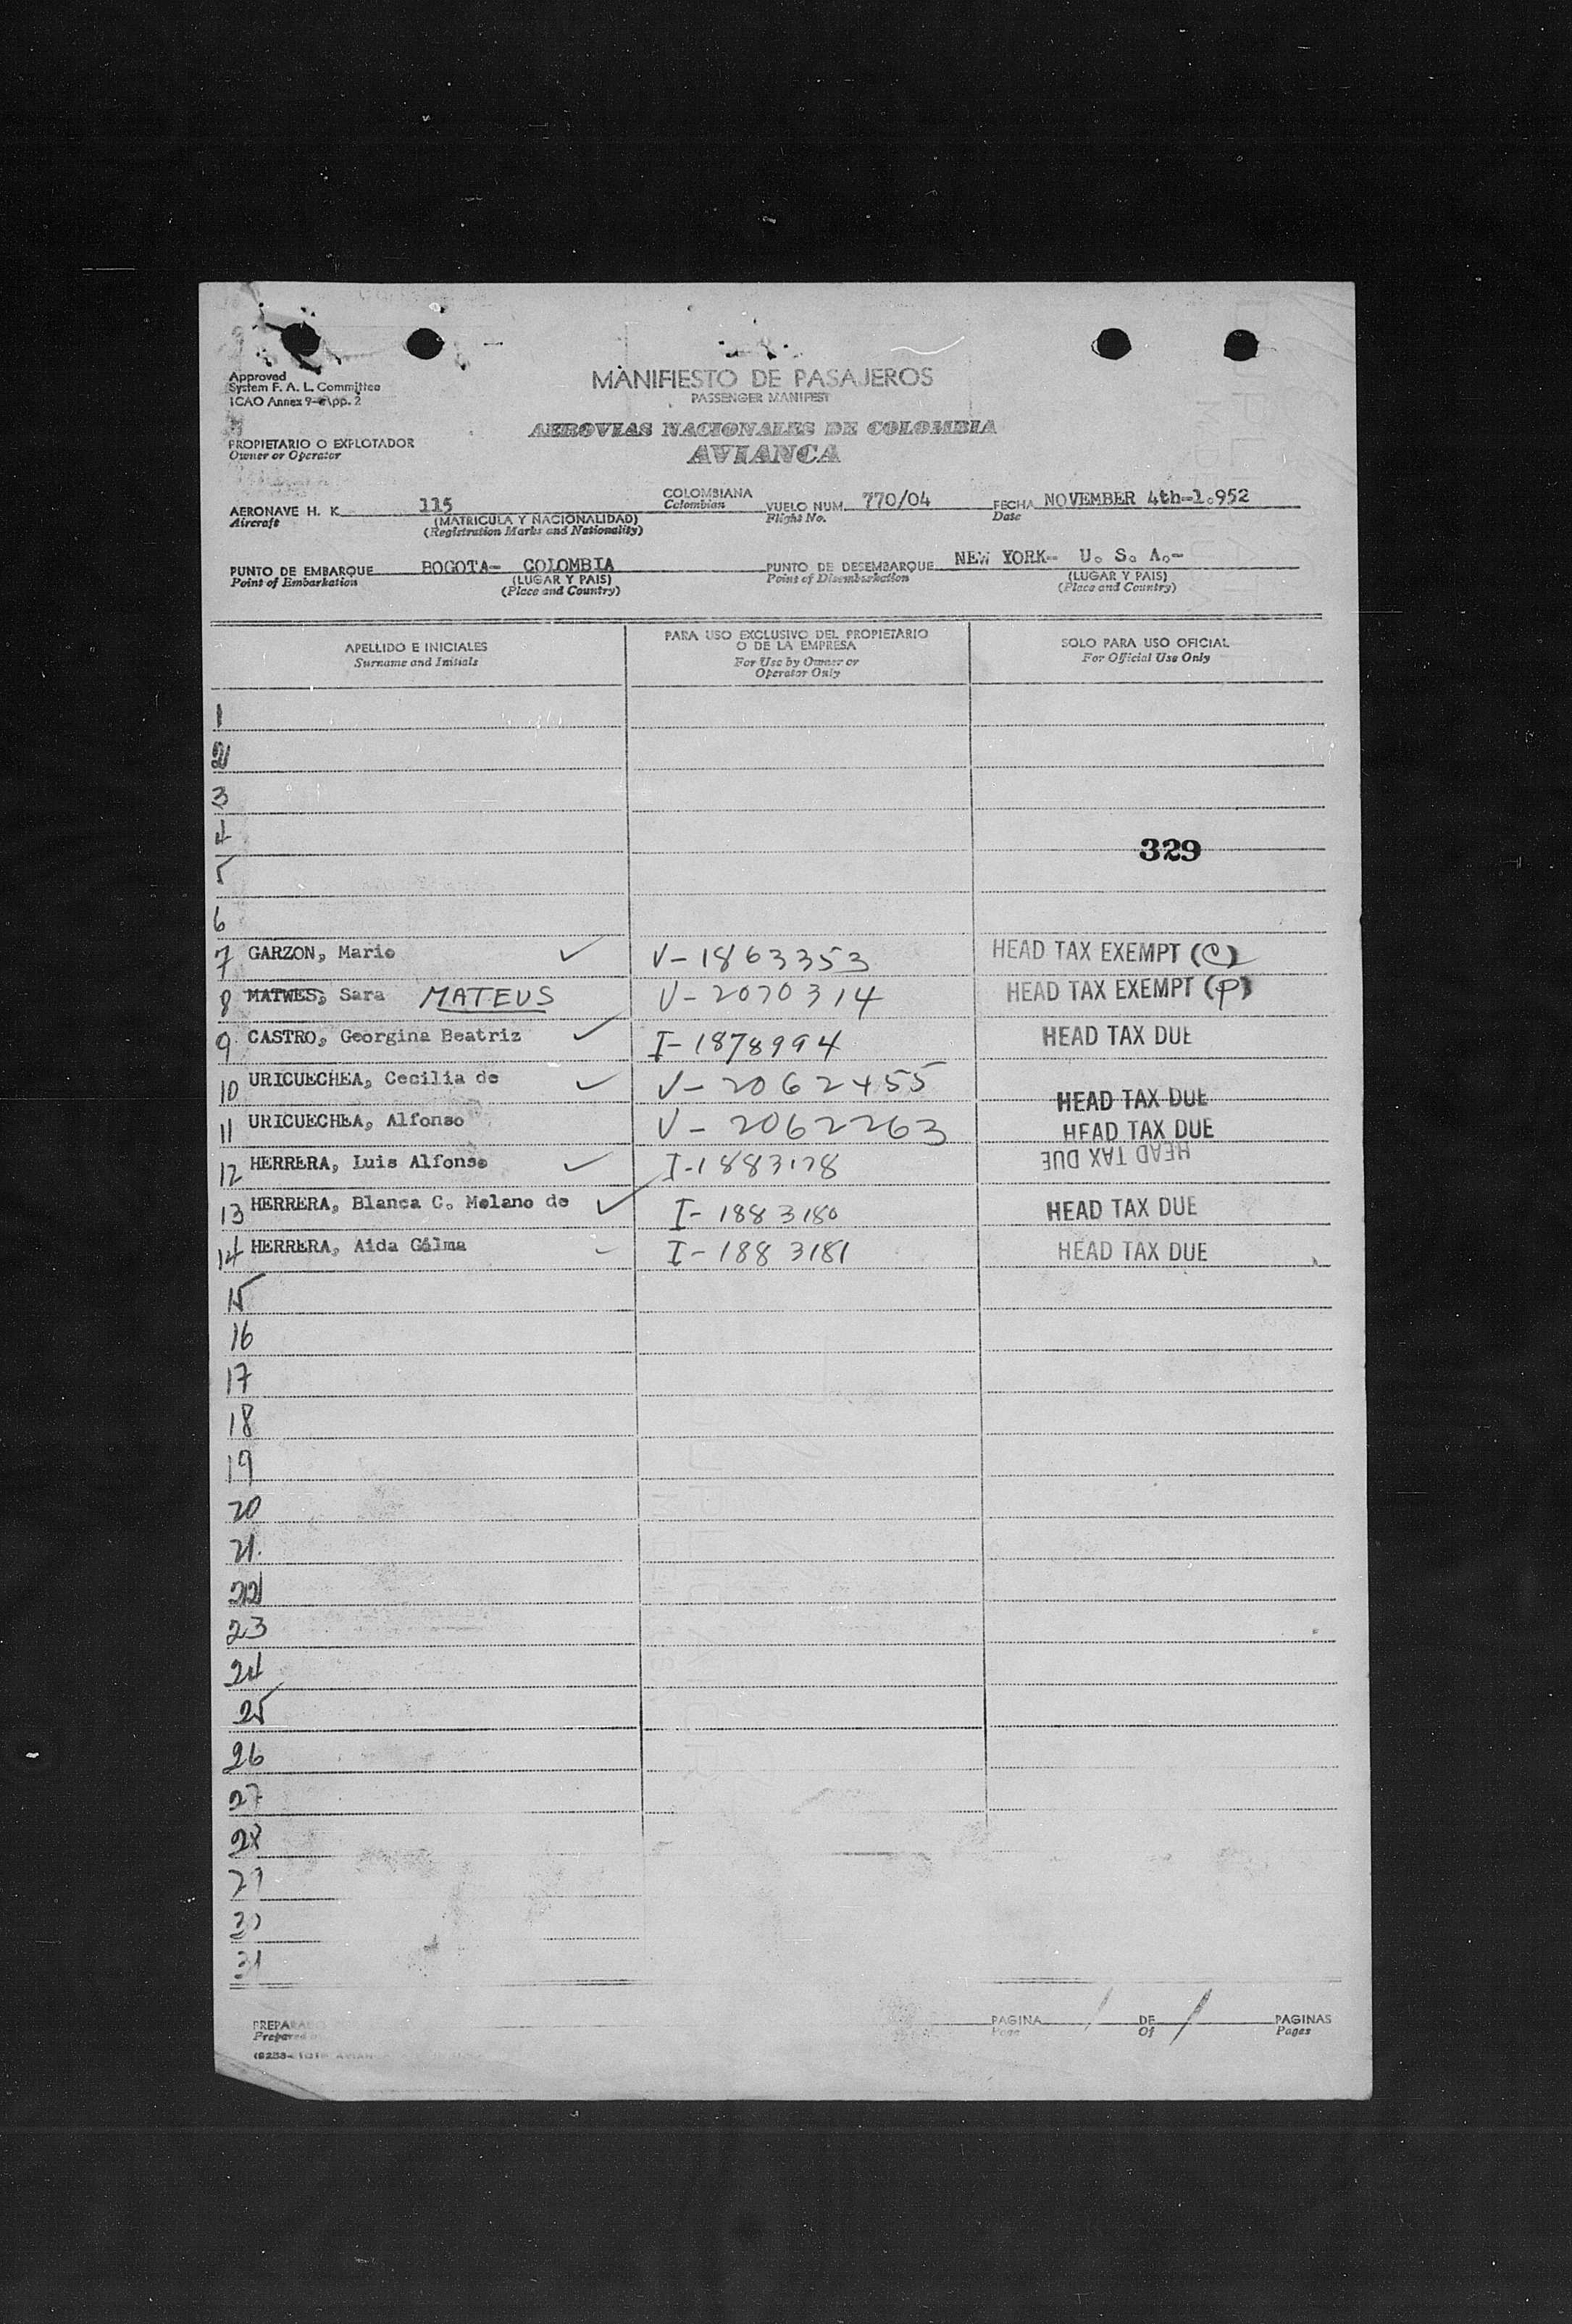 Approved
System F. A. L. Committee
ICAO Annex 9- App. 2
MANIFIESTO DE PASAJEROS
PASSENGER MANIFEST
AEROVIAS NACIONALES DE COLOMBIA
AVIANCA
PROPIETARIO O EXPLOTADOR
Owner or Operator
AERONAVE H. K. 115 COLOMBIANA VUELO NUM. 770/04 FECHA NOVEMBER 4th-1.952
Aircraft (MATRICULA Y NACIONALIDAD) Colombian Flight No. Date
(Registration Marks and Nationality)
PUNTO DE EMBARQUE BOGOTA- COLOMBIA PUNTO DE DESEMBARQUE NEW YORK- U. S. A.-
Point of Embarkation (LUGAR Y PAIS) Point of Disembarkation (LUGAR Y PAIS)
(Place and Country) (Place and Country)
APELLIDO E INICIALES PARA USO EXCLUSIVO DEL PROPIETARIO O DE LA EMPRESA SOLO PARA USO OFICIAL
Surname and Initials For Use by Owner or Operator Only For Official Use Only
1
2
3
4 329
5
6
7 GARZON, Mario V-1863353 HEAD TAX EXEMPT (C)
8 MATWES, Sara MATEUS V-2070314 HEAD TAX EXEMPT (P)
9 CASTRO, Georgina Beatriz I-1878994 HEAD TAX DUE
10 URICUECHEA, Cecilia de V-2062455 HEAD TAX DUE
11 URICUECHEA, Alfonso V-2062263 HEAD TAX DUE
12 HERRERA, Luis Alfonso I-1883178 HEAD TAX DUE
13 HERRERA, Blanca C. Molano de I-1883180 HEAD TAX DUE
14 HERRERA, Aida Gilma I-1883181 HEAD TAX DUE
15
16
17
18
19
20
21.
22
23
24
25
26
27
28
29
30
31
PAGINA 1 DE 1 PAGINAS
Page Of Pages
Prepared